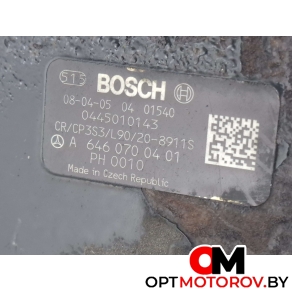 515 BOSCH
08-04-05 04 01540
0445010143
CR/CP3S3/L90/20-8911S
A 646 070 04 01
PH 0010
Made in Czech Republic
OM
OPTMOTOROV.BY